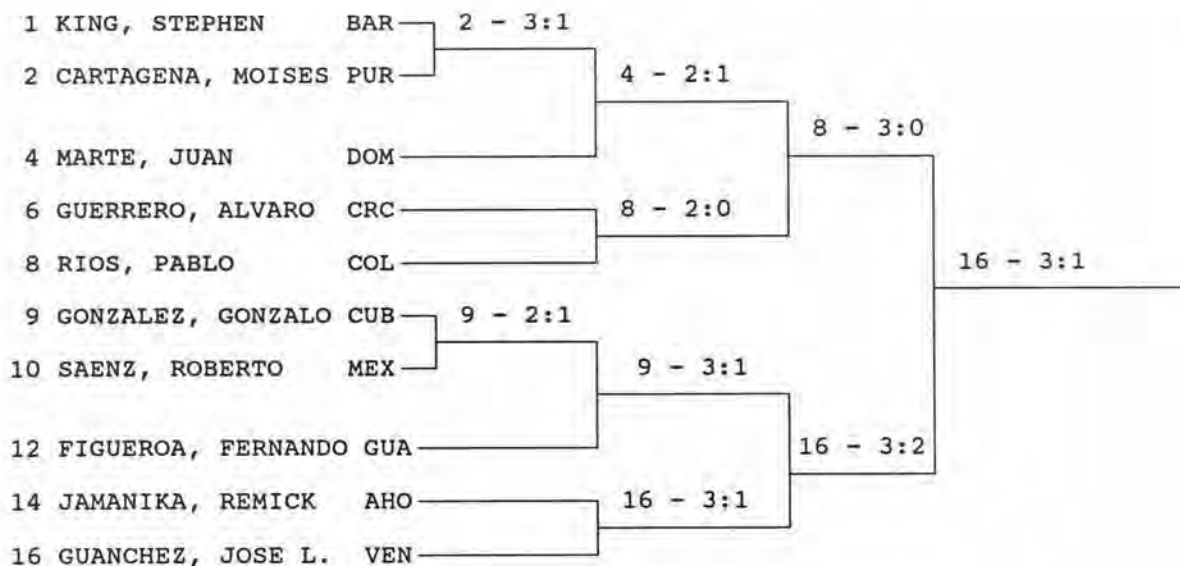 1 KING, STEPHEN BAR 2 - 3:1
2 CARTAGENA, MOISES PUR 4 - 2:1
8 - 3:0
4 MARTE, JUAN DOM
6 GUERRERO, ALVARO CRC 8 - 2:0
8 RIOS, PABLO COL 16 - 3:1
9 GONZALEZ, GONZALO CUB 9 - 2:1
10 SAENZ, ROBERTO MEX 9 - 3:1
12 FIGUEROA, FERNANDO GUA 16 - 3:2
14 JAMANIKA, REMICK AHO 16 - 3:1
16 GUANCHEZ, JOSE L. VEN